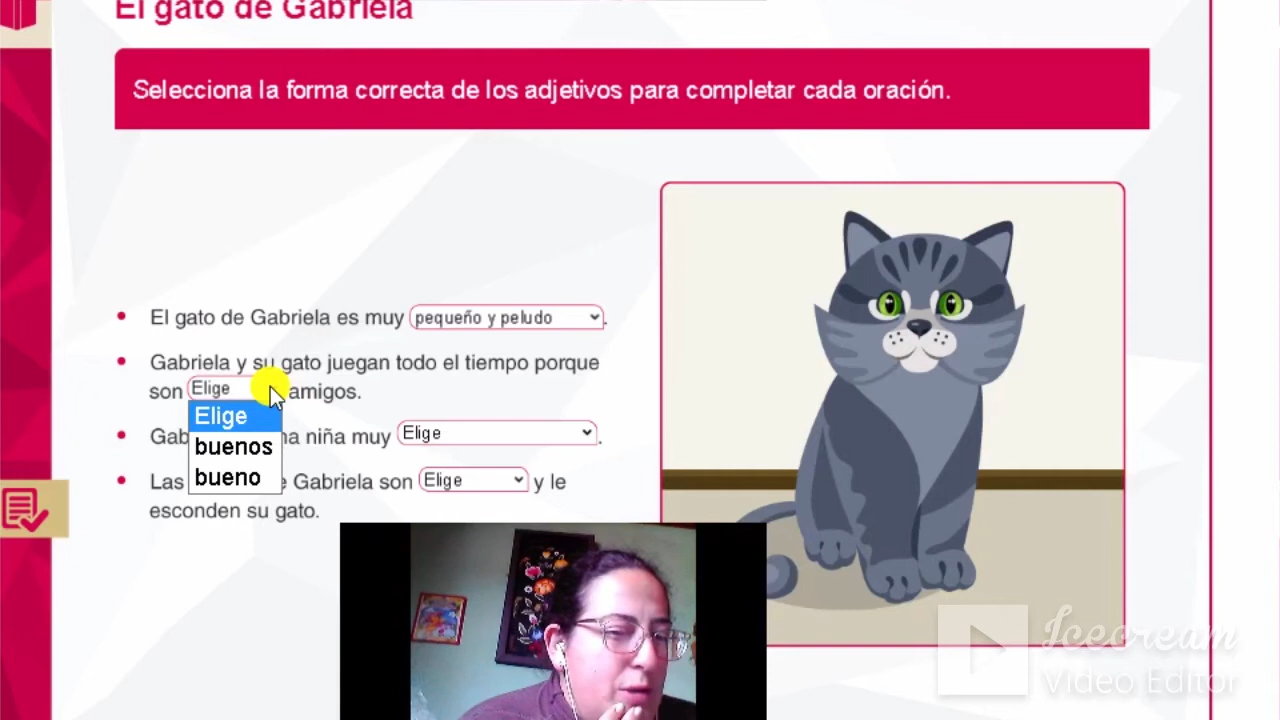 El gato de Gabriela
Selecciona la forma correcta de los adjetivos para completar cada oración.
El gato de Gabriela es muy pequeño y peludo.
Gabriela y su gato juegan todo el tiempo porque
son Elige amigos.
Elige
buenos
bueno
Gab a niña muy Elige.
Las Gabriela son Elige y le
esconden su gato.
Icecream
Video Editor